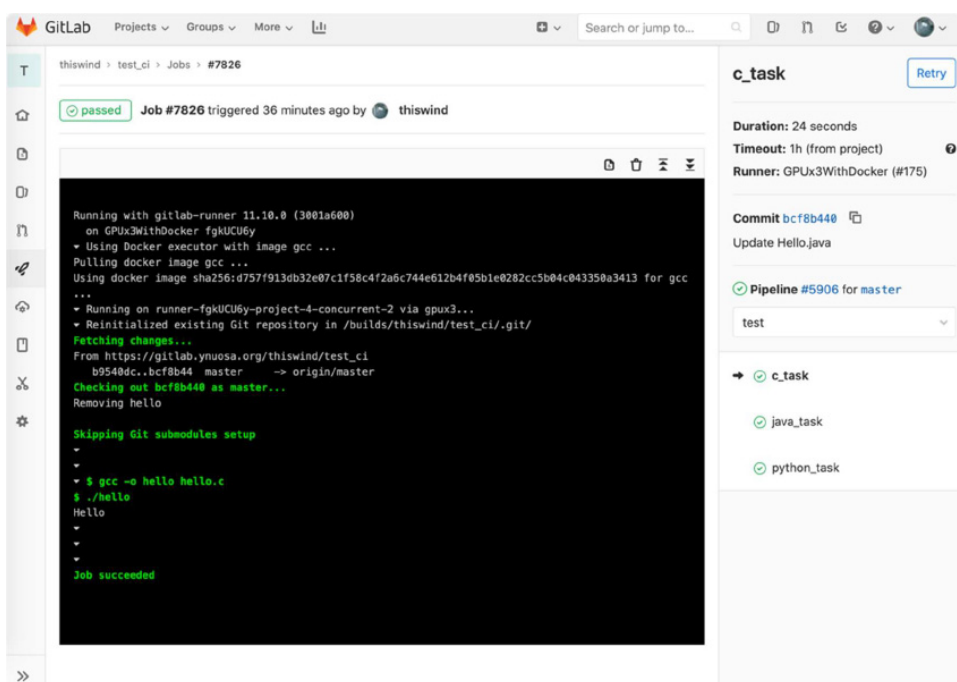 GitLab Projects Groups More Search or jump to...
T
thiswind > test_ci > Jobs > #7826
passed Job #7826 triggered 36 minutes ago by thiswind
Running with gitlab-runner 11.10.0 (3001a600)
on GPUx3WithDocker fgkUCU6y
Using Docker executor with image gcc ...
Pulling docker image gcc ...
Using docker image sha256:d757f913db32e07c1f58c4f2a6c744e612b4f05b1e0282cc5b04c043350a3413 for gcc
...
Running on runner-fgkUCU6y-project-4-concurrent-2 via gpux3...
Reinitialized existing Git repository in /builds/thiswind/test_ci/.git/
Fetching changes...
From https://gitlab.ynuosa.org/thiswind/test_ci
b9540dc..bcf8b44 master -> origin/master
Checking out bcf8b440 as master...
Removing hello
Skipping Git submodules setup
$ gcc -o hello hello.c
$ ./hello
Hello
Job succeeded
c_task Retry
Duration: 24 seconds
Timeout: 1h (from project)
Runner: GPUx3WithDocker (#175)
Commit bcf8b440
Update Hello.java
Pipeline #5906 for master
test
c_task
java_task
python_task